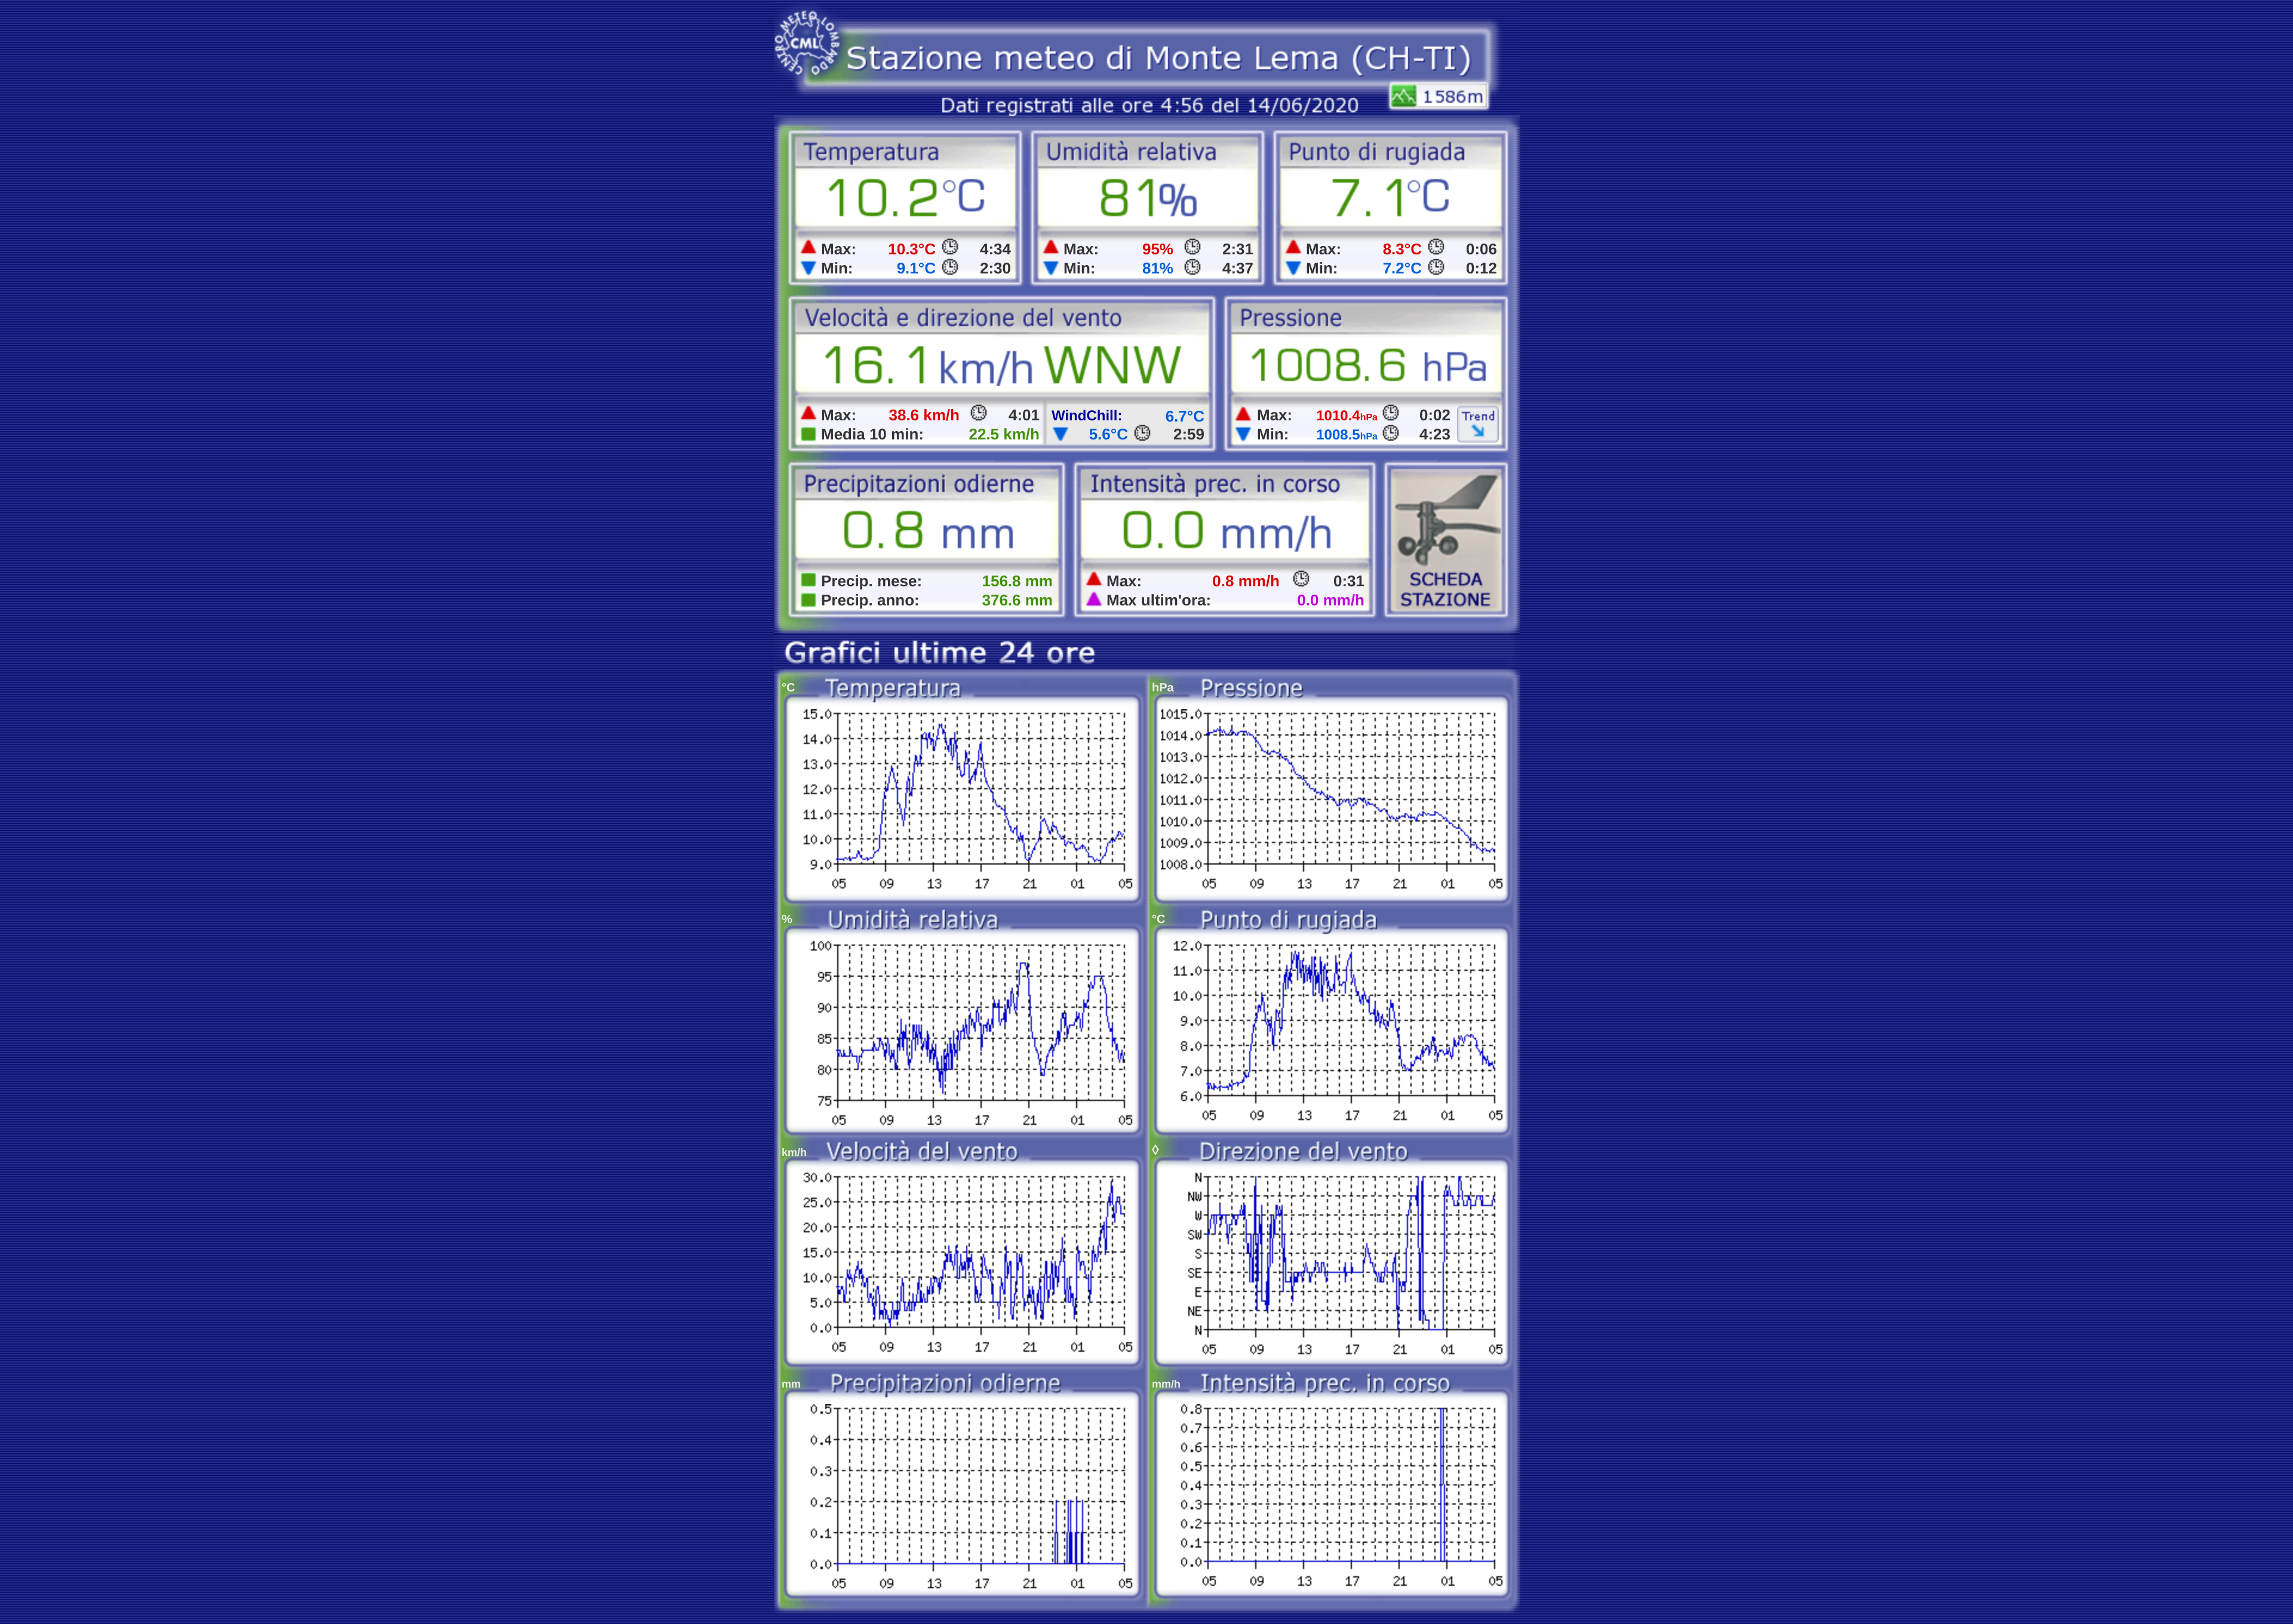 CENTRO METEO LOMBARDO
CML
Stazione meteo di Monte Lema (CH-TI)
1586m
Dati registrati alle ore 4:56 del 14/06/2020
Temperatura
10.2°C
Max: 10.3°C 4:34
Min: 9.1°C 2:30
Umidità relativa
81%
Max: 95% 2:31
Min: 81% 4:37
Punto di rugiada
7.1°C
Max: 8.3°C 0:06
Min: 7.2°C 0:12
Velocità e direzione del vento
16.1 km/h WNW
Max: 38.6 km/h 4:01
Media 10 min: 22.5 km/h
WindChill: 6.7°C
5.6°C 2:59
Pressione
1008.6 hPa
Max: 1010.4hPa 0:02
Min: 1008.5hPa 4:23
Trend
Precipitazioni odierne
0.8 mm
Precip. mese: 156.8 mm
Precip. anno: 376.6 mm
Intensità prec. in corso
0.0 mm/h
Max: 0.8 mm/h 0:31
Max ultim'ora: 0.0 mm/h
SCHEDA
STAZIONE
Grafici ultime 24 ore
°C Temperatura
15.0
14.0
13.0
12.0
11.0
10.0
9.0
05 09 13 17 21 01 05
hPa Pressione
1015.0
1014.0
1013.0
1012.0
1011.0
1010.0
1009.0
1008.0
05 09 13 17 21 01 05
% Umidità relativa
100
95
90
85
80
75
05 09 13 17 21 01 05
°C Punto di rugiada
12.0
11.0
10.0
9.0
8.0
7.0
6.0
05 09 13 17 21 01 05
km/h Velocità del vento
30.0
25.0
20.0
15.0
10.0
5.0
0.0
05 09 13 17 21 01 05
◊ Direzione del vento
N
NW
W
SW
S
SE
E
NE
N
05 09 13 17 21 01 05
mm Precipitazioni odierne
0.5
0.4
0.3
0.2
0.1
0.0
05 09 13 17 21 01 05
mm/h Intensità prec. in corso
0.8
0.7
0.6
0.5
0.4
0.3
0.2
0.1
0.0
05 09 13 17 21 01 05